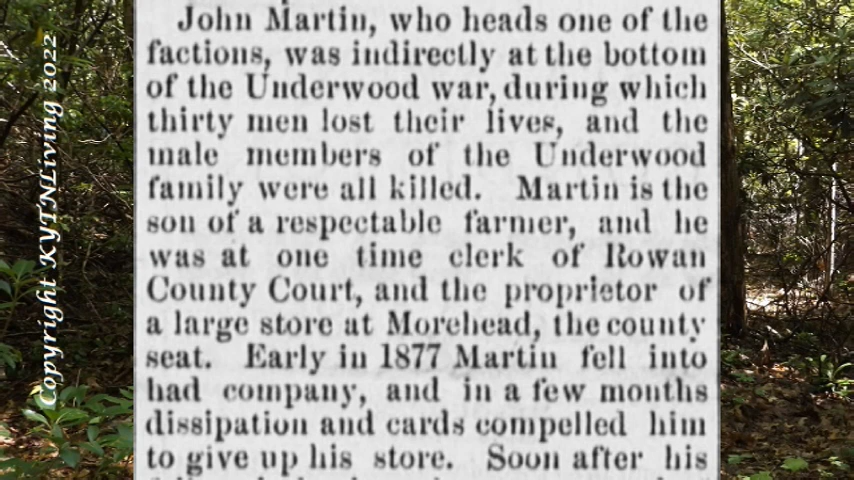 John Martin, who heads one of the
factions, was indirectly at the bottom
of the Underwood war, during which
thirty men lost their lives, and the
male members of the Underwood
family were all killed. Martin is the
son of a respectable farmer, and he
was at one time clerk of Rowan
County Court, and the proprietor of
a large store at Morehead, the county
seat. Early in 1877 Martin fell into
had company, and in a few months
dissipation and cards compelled him
to give up his store. Soon after his
Copyright KYTNLiving 2022